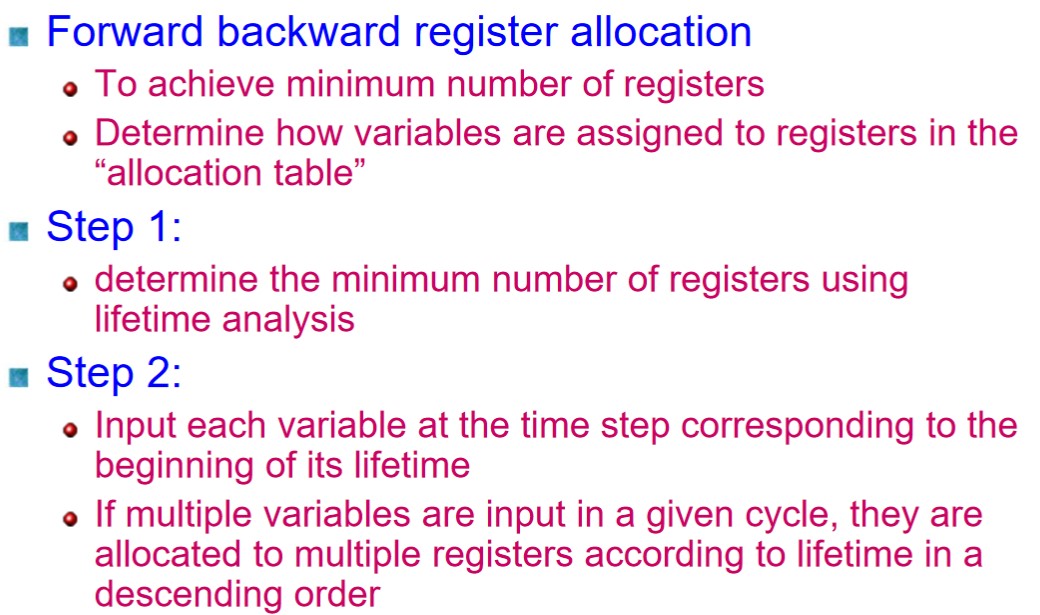 Forward backward register allocation
To achieve minimum number of registers
Determine how variables are assigned to registers in the
“allocation table”
Step 1:
determine the minimum number of registers using
lifetime analysis
Step 2:
Input each variable at the time step corresponding to the
beginning of its lifetime
If multiple variables are input in a given cycle, they are
allocated to multiple registers according to lifetime in a
descending order